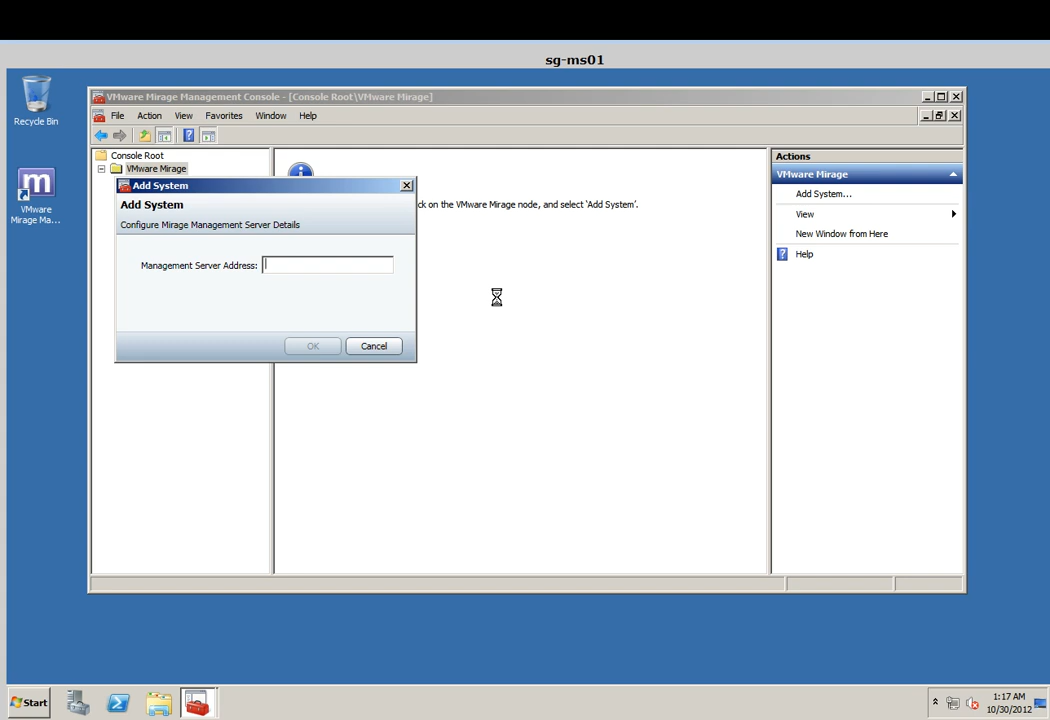 sg-ms01
Recycle Bin
VMware
Mirage Ma...
VMware Mirage Management Console - [Console Root\VMware Mirage]
File Action View Favorites Window Help
Console Root
VMware Mirage
Add System
Add System
Configure Mirage Management Server Details
Management Server Address:
OK
Cancel
ck on the VMware Mirage node, and select 'Add System'.
Actions
VMware Mirage
Add System...
View
New Window from Here
Help
Start
1:17 AM
10/30/2012